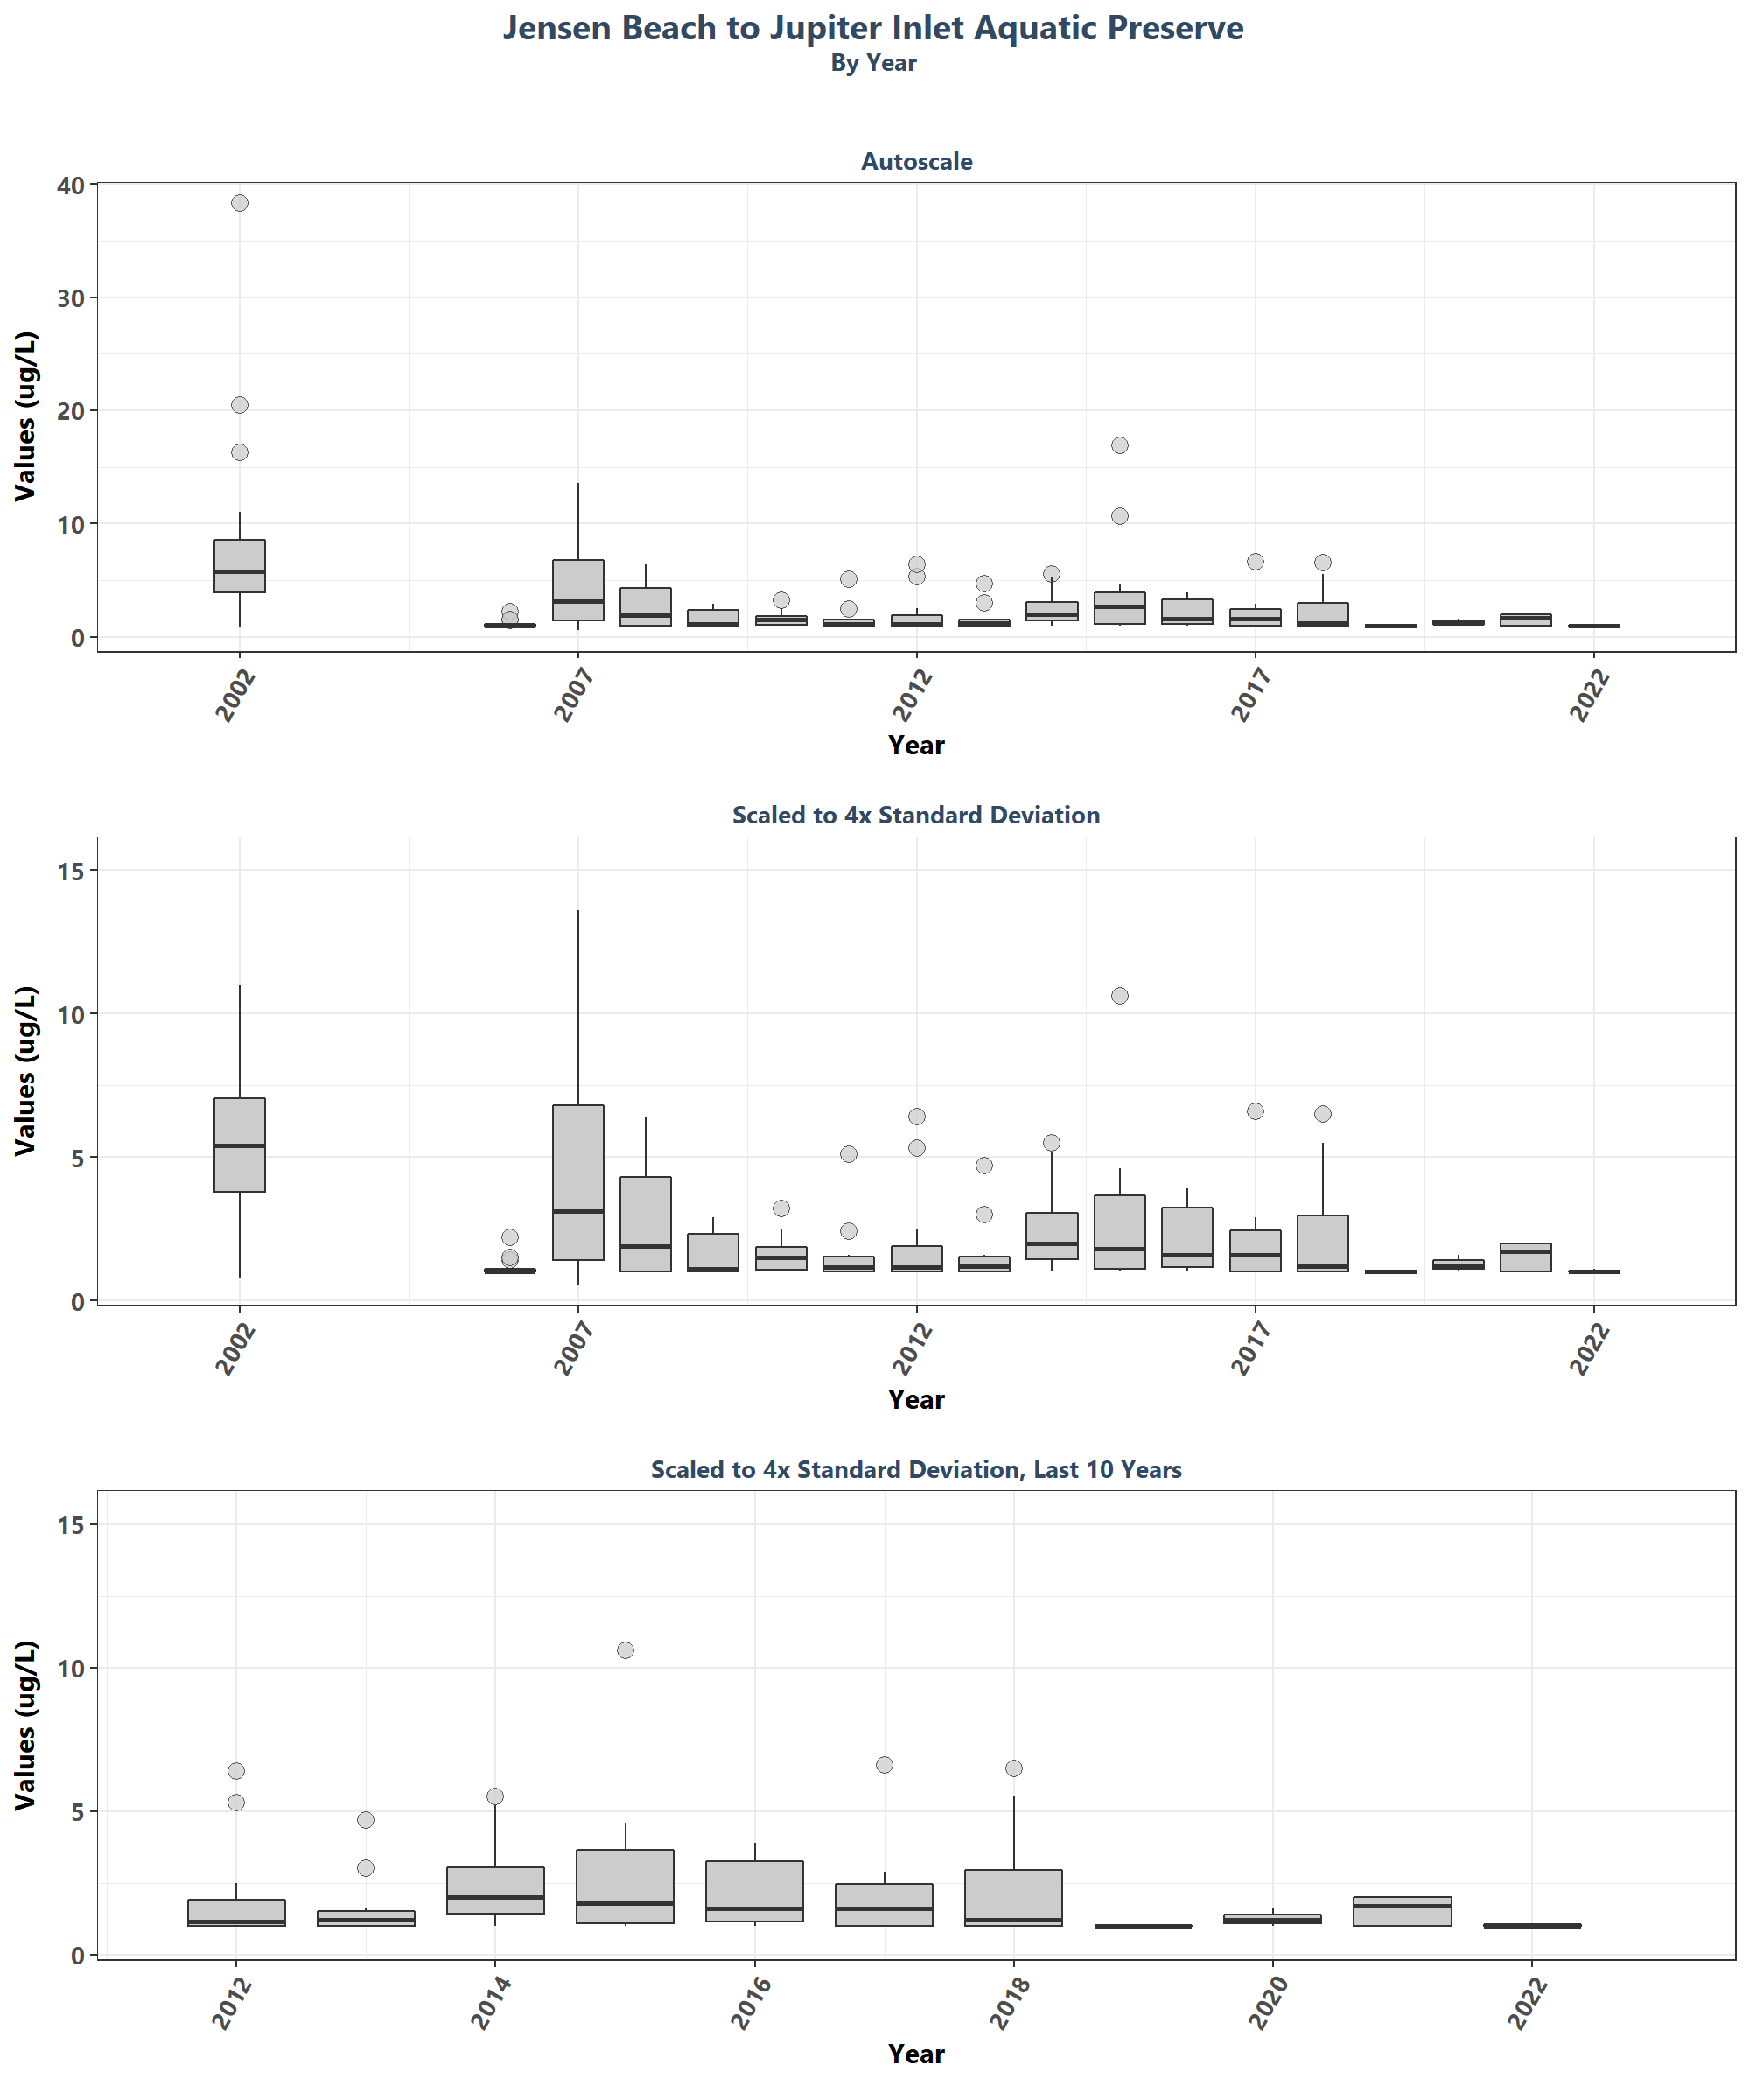 Jensen Beach to Jupiter Inlet Aquatic Preserve
By Year
Autoscale
Values (ug/L)
40
30
20
10
0
2002
2007
2012
2017
2022
Year
Scaled to 4x Standard Deviation
Values (ug/L)
15
10
5
0
2002
2007
2012
2017
2022
Year
Scaled to 4x Standard Deviation, Last 10 Years
Values (ug/L)
15
10
5
0
2012
2014
2016
2018
2020
2022
Year